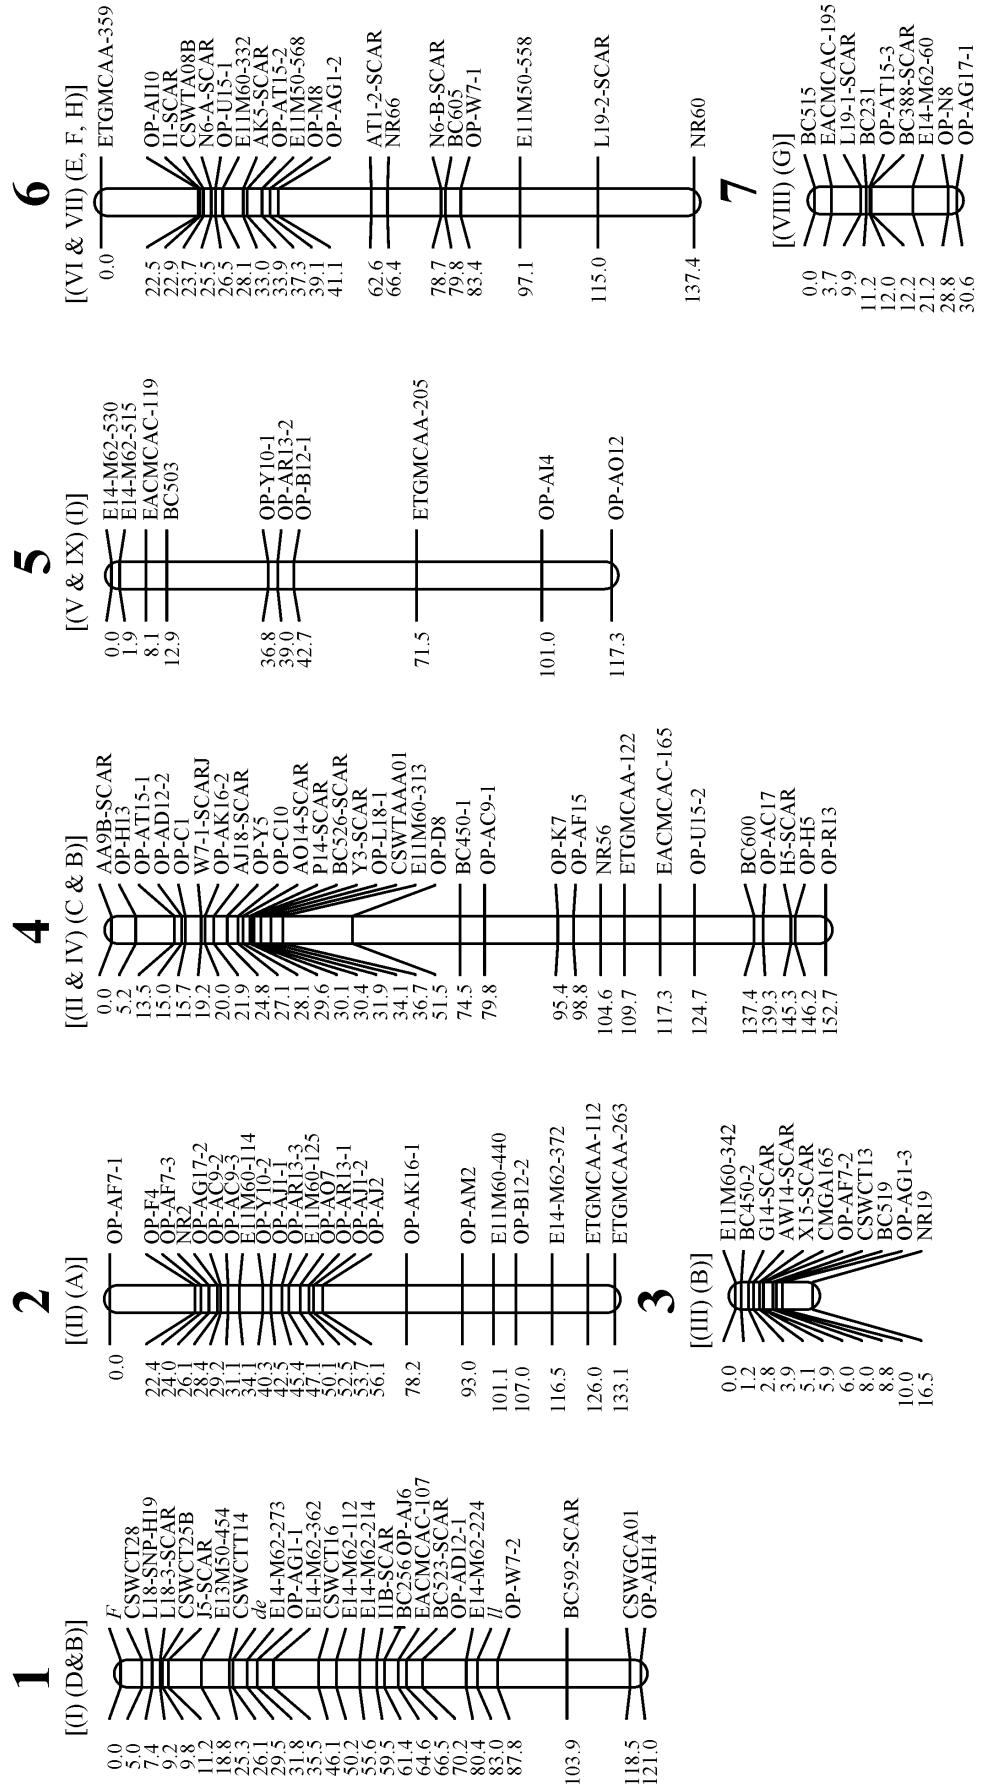 1
[(I) (D&B)]
0.0 F
5.0 CSWCT28
7.4 L18-SNP-H19
9.2 L18-3-SCAR
9.8 CSWCT25B
11.2 J5-SCAR
18.8 E13M50-454
25.3 CSWCTT14
26.1 de
29.5 E14-M62-273
31.8 OP-AG1-1
35.5 E14-M62-362
46.1 CSWCT16
50.2 E14-M62-112
55.6 E14-M62-214
59.5 I1B-SCAR
61.4 BC256 OP-AJ6
64.6 EACMCAC-107
66.5 BC523-SCAR
70.2 OP-AD12-1
80.4 E14-M62-224
83.0 ll
87.8 OP-W7-2
103.9 BC592-SCAR
118.5 CSWGCA01
121.0 OP-AH14
2
[(II) (A)]
0.0 OP-AF7-1
22.4 OP-F4
24.0 OP-AF7-3
26.1 NR2
28.4 OP-AG17-2
29.2 OP-AC9-2
31.1 OP-AC9-3
34.1 E11M60-114
40.3 OP-Y10-2
42.5 OP-AJ1-1
45.4 OP-AR13-3
47.1 E11M60-125
50.1 OP-AO7
52.5 OP-AR13-1
53.7 OP-AJ1-2
56.1 OP-AJ2
78.2 OP-AK16-1
93.0 OP-AM2
101.1 E11M60-440
107.0 OP-B12-2
116.5 E14-M62-372
126.0 ETGMCAA-112
133.1 ETGMCAA-263
3
[(III) (B)]
0.0 E11M60-342
1.2 BC450-2
2.8 G14-SCAR
3.9 AW14-SCAR
5.1 X15-SCAR
5.9 CMGA165
6.0 OP-AF7-2
8.0 CSWCT13
8.8 BC519
10.0 OP-AG1-3
16.5 NR19
4
[(II & IV) (C & B)]
0.0 AA9B-SCAR
5.2 OP-H13
13.5 OP-AT15-1
15.0 OP-AD12-2
15.7 OP-C1
19.2 W7-1-SCARJ
20.0 OP-AK16-2
21.9 AJ18-SCAR
24.8 OP-Y5
27.1 OP-C10
28.1 AO14-SCAR
29.6 P14-SCAR
30.1 BC526-SCAR
30.4 Y3-SCAR
31.9 OP-L18-1
34.1 CSWTAAA01
36.7 E11M60-313
51.5 OP-D8
74.5 BC450-1
79.8 OP-AC9-1
95.4 OP-K7
98.8 OP-AF15
104.6 NR56
109.7 ETGMCAA-122
117.3 EACMCAC-165
124.7 OP-U15-2
137.4 BC600
139.3 OP-AC17
145.3 H5-SCAR
146.2 OP-H5
152.7 OP-R13
5
[(V & IX) (I)]
0.0 E14-M62-530
1.9 E14-M62-515
8.1 EACMCAC-119
12.9 BC503
36.8 OP-Y10-1
39.0 OP-AR13-2
42.7 OP-B12-1
71.5 ETGMCAA-205
101.0 OP-AI4
117.3 OP-AO12
6
[(VI & VII) (E, F, H)]
0.0 ETGMCAA-359
22.5 OP-AI10
22.9 I1-SCAR
23.7 CSWTA08B
25.5 N6-A-SCAR
26.5 OP-U15-1
28.1 E11M60-332
33.0 AK5-SCAR
33.9 OP-AT15-2
37.3 E11M50-568
39.1 OP-M8
41.1 OP-AG1-2
62.6 AT1-2-SCAR
66.4 NR66
78.7 N6-B-SCAR
79.8 BC605
83.4 OP-W7-1
97.1 E11M50-558
115.0 L19-2-SCAR
137.4 NR60
7
[(VIII) (G)]
0.0 BC515
3.7 EACMCAC-195
9.9 L19-1-SCAR
11.2 BC231
12.0 OP-AT15-3
12.2 BC388-SCAR
21.2 E14-M62-60
28.8 OP-N8
30.6 OP-AG17-1